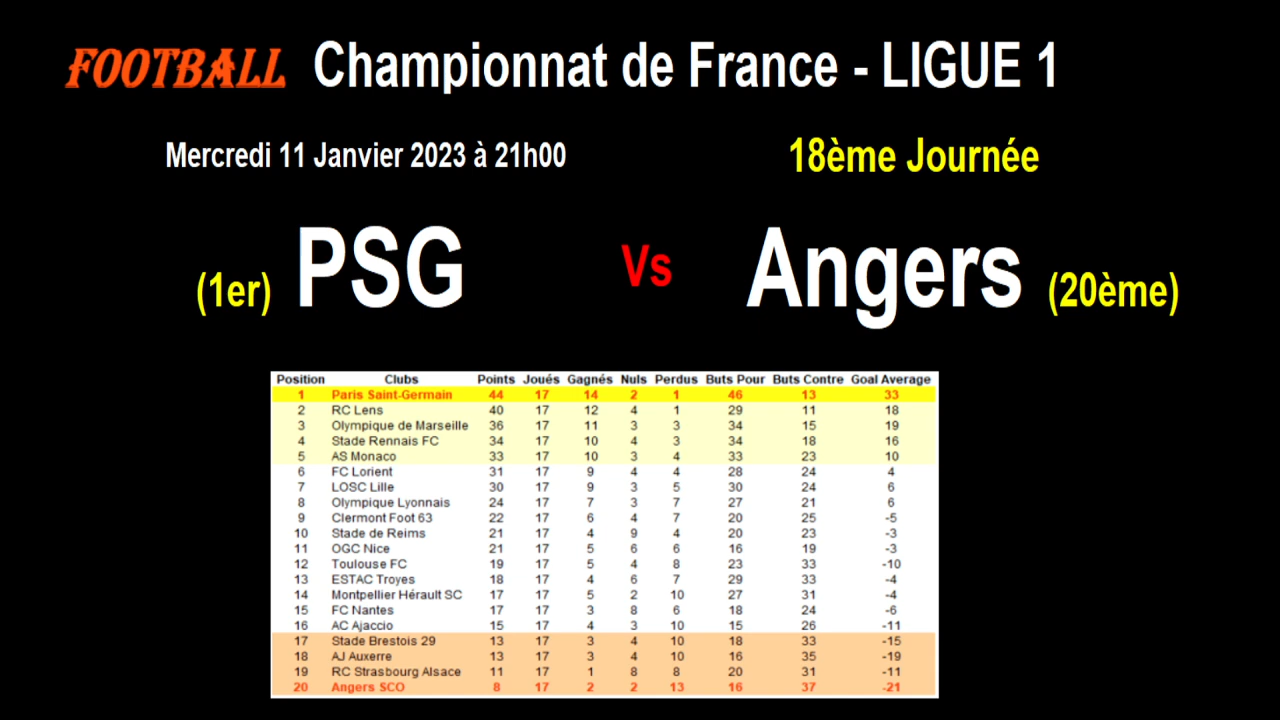 FOOTBALL Championnat de France - LIGUE 1
Mercredi 11 Janvier 2023 à 21h00 18ème Journée
(1er) PSG Vs Angers (20ème)
Position Clubs Points Joués Gagnés Nuls Perdus Buts Pour Buts Contre Goal Average
1 Paris Saint-Germain 44 17 14 2 1 46 13 33
2 RC Lens 40 17 12 4 1 29 11 18
3 Olympique de Marseille 36 17 11 3 3 34 15 19
4 Stade Rennais FC 34 17 10 4 3 34 18 16
5 AS Monaco 33 17 10 3 4 33 23 10
6 FC Lorient 31 17 9 4 4 28 24 4
7 LOSC Lille 30 17 9 3 5 30 24 6
8 Olympique Lyonnais 24 17 7 3 7 27 21 6
9 Clermont Foot 63 22 17 6 4 7 20 25 -5
10 Stade de Reims 21 17 4 9 4 20 23 -3
11 OGC Nice 21 17 5 6 6 16 19 -3
12 Toulouse FC 19 17 5 4 8 23 33 -10
13 ESTAC Troyes 18 17 4 6 7 29 33 -4
14 Montpellier Hérault SC 17 17 5 2 10 27 31 -4
15 FC Nantes 17 17 3 8 6 18 24 -6
16 AC Ajaccio 15 17 4 3 10 15 26 -11
17 Stade Brestois 29 13 17 3 4 10 18 33 -15
18 AJ Auxerre 13 17 3 4 10 16 35 -19
19 RC Strasbourg Alsace 11 17 1 8 8 20 31 -11
20 Angers SCO 8 17 2 2 13 16 37 -21